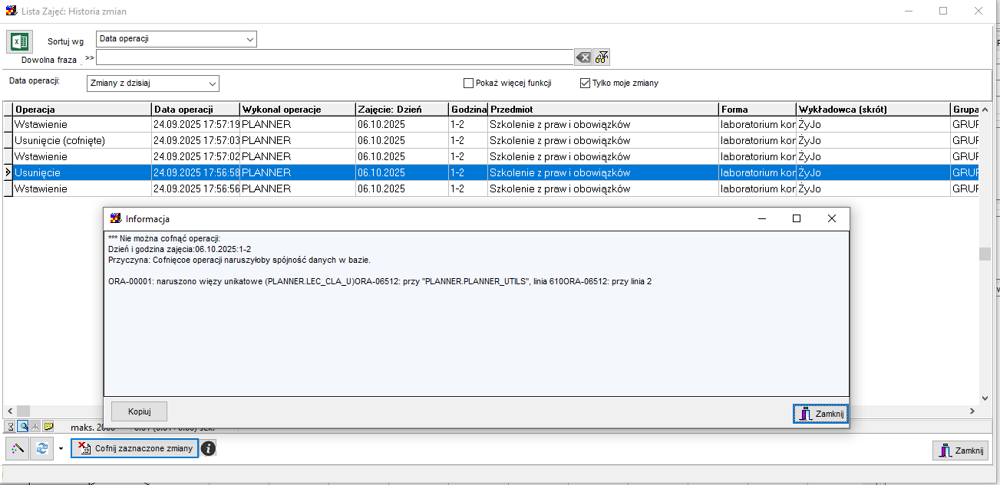 Lista Zajęć: Historia zmian
Sortuj wg Data operacji
Dowolna fraza >>
Data operacji: Zmiany z dzisiaj Pokaż więcej funkcji Tylko moje zmiany
Operacja Data operacji Wykonal operacje Zajęcie: Dzień Godzina Przedmiot Forma Wykładowca (skrót) Grupa
Wstawienie 24.09.2025 17:57:19 PLANNER 06.10.2025 1-2 Szkolenie z praw i obowiązków laboratorium kor ŻyJo GRUP
Usunięcie (cofnięte) 24.09.2025 17:57:03 PLANNER 06.10.2025 1-2 Szkolenie z praw i obowiązków laboratorium kor ŻyJo GRUP
Wstawienie 24.09.2025 17:57:02 PLANNER 06.10.2025 1-2 Szkolenie z praw i obowiązków laboratorium kor ŻyJo GRUP
Usunięcie 24.09.2025 17:56:58 PLANNER 06.10.2025 1-2 Szkolenie z praw i obowiązków laboratorium kor ŻyJo GRUP
Wstawienie 24.09.2025 17:56:56 PLANNER 06.10.2025 1-2 Szkolenie z praw i obowiązków laboratorium kor ŻyJo GRUP
Informacja
*** Nie można cofnąć operacji:
Dzień i godzina zajęcia:06.10.2025:1-2
Przyczyna: Cofnięcoe operacji naruszyłoby spójność danych w bazie.
ORA-00001: naruszono więzy unikatowe (PLANNER.LEC_CLA_U)ORA-06512: przy "PLANNER.PLANNER_UTILS", linia 610ORA-06512: przy linia 2
Kopiuj Zamknij
maks.
Cofnij zaznaczone zmiany Zamknij